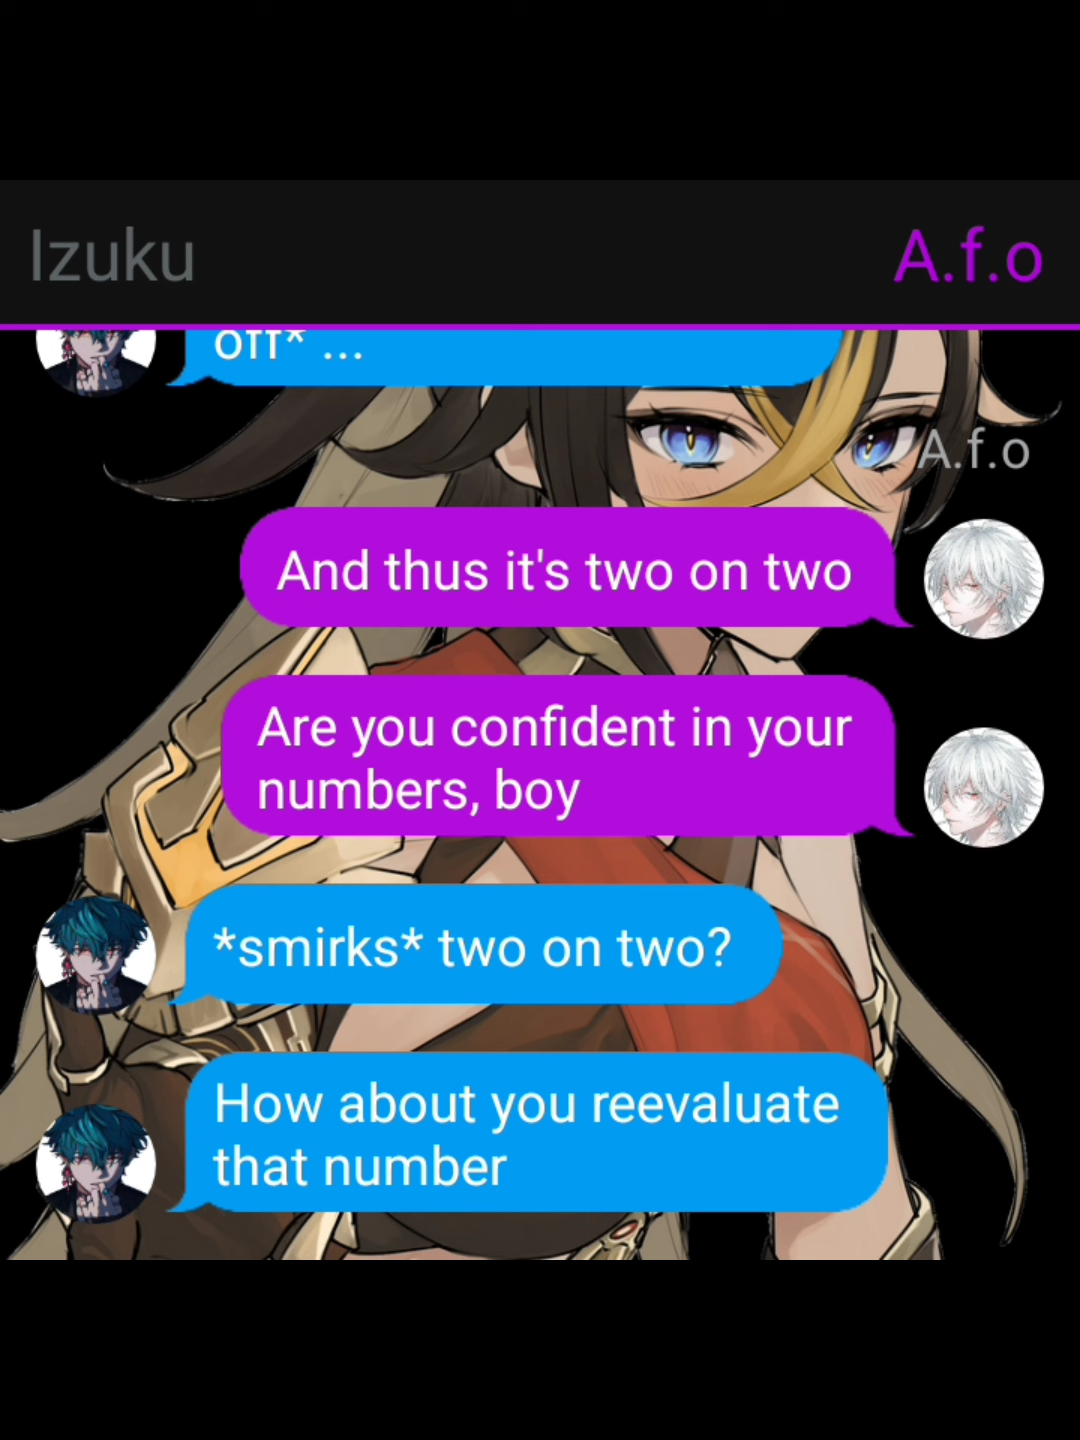 Izuku
A.f.o
off* ...
A.f.o
And thus it's two on two
Are you confident in your
numbers, boy
*smirks* two on two?
How about you reevaluate
that number